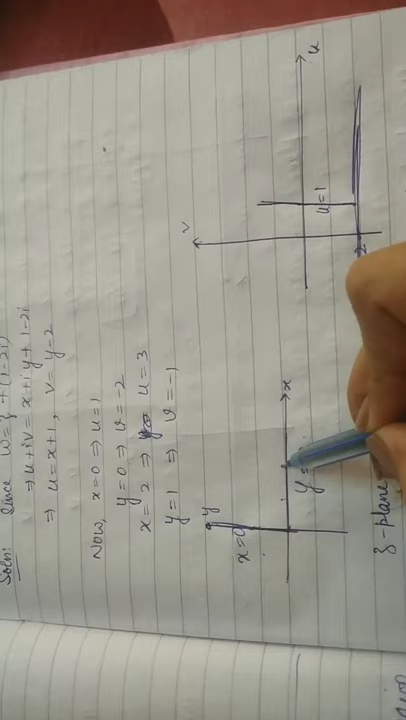 Soln: Since w = z + (1-2i)
⇒ u+iv = x+iy+1-2i
⇒ u = x+1, v = y-2
Now, x=0 ⇒ u=1
y=0 ⇒ v=-2
x=2 ⇒ u=3
y=1 ⇒ v=-1
y
x=0
x
y=
z-plane
v
u
u=1